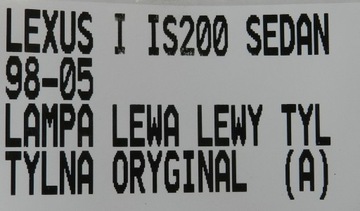 LEXUS I IS200 SEDAN
98-05
LAMPA LEWA LEWY TYL
TYLNA ORYGINAL (A)